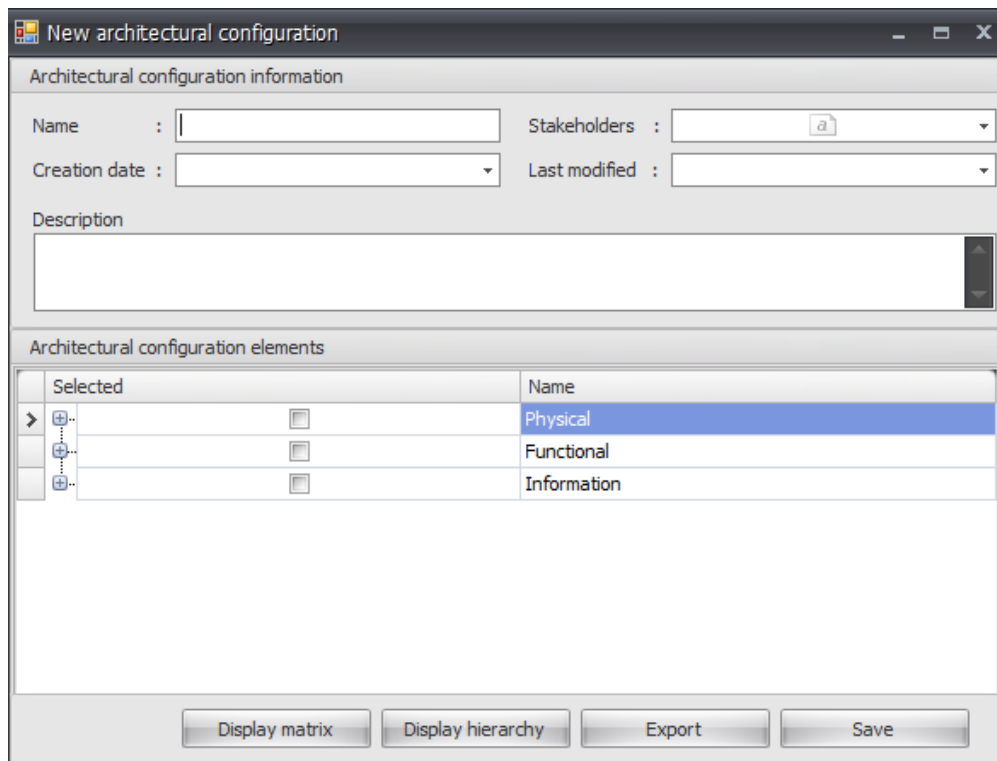 New architectural configuration
Architectural configuration information
Name : Stakeholders : a
Creation date : Last modified :
Description
Architectural configuration elements
Selected Name
Physical
Functional
Information
Display matrix Display hierarchy Export Save